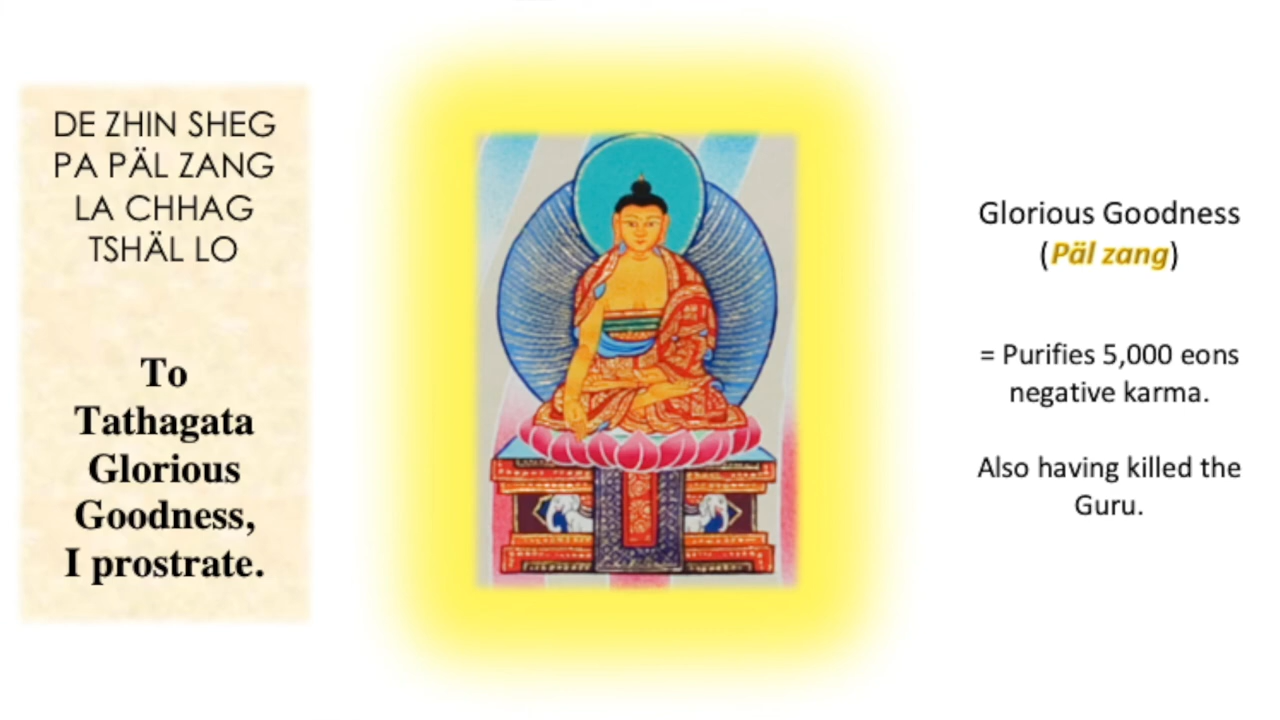 DE ZHIN SHEG
PA PÄL ZANG
LA CHHAG
TSHÄL LO
To
Tathagata
Glorious
Goodness,
I prostrate.
Glorious Goodness
(Päl zang)
= Purifies 5,000 eons
negative karma.
Also having killed the
Guru.